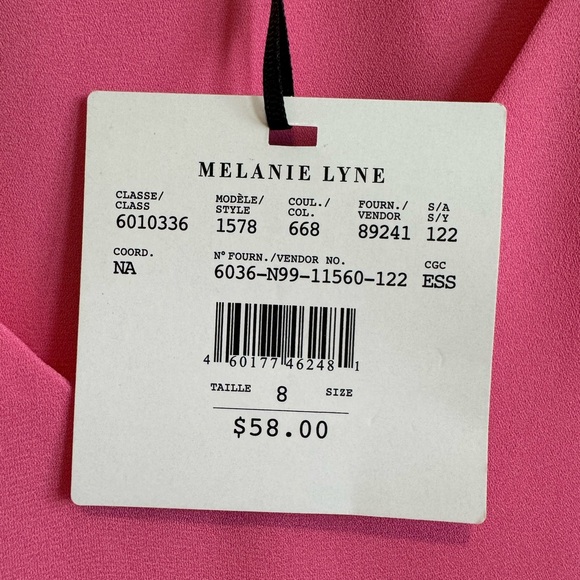 MELANIE LYNE
CLASSE/ MODÈLE/ COUL./ FOURN./ S/A
CLASS STYLE COL. VENDOR S/Y
6010336 1578 668 89241 122
COORD. N° FOURN./VENDOR NO. CGC
NA 6036-N99-11560-122 ESS
4 60177 46248 1
TAILLE 8 SIZE
$58.00